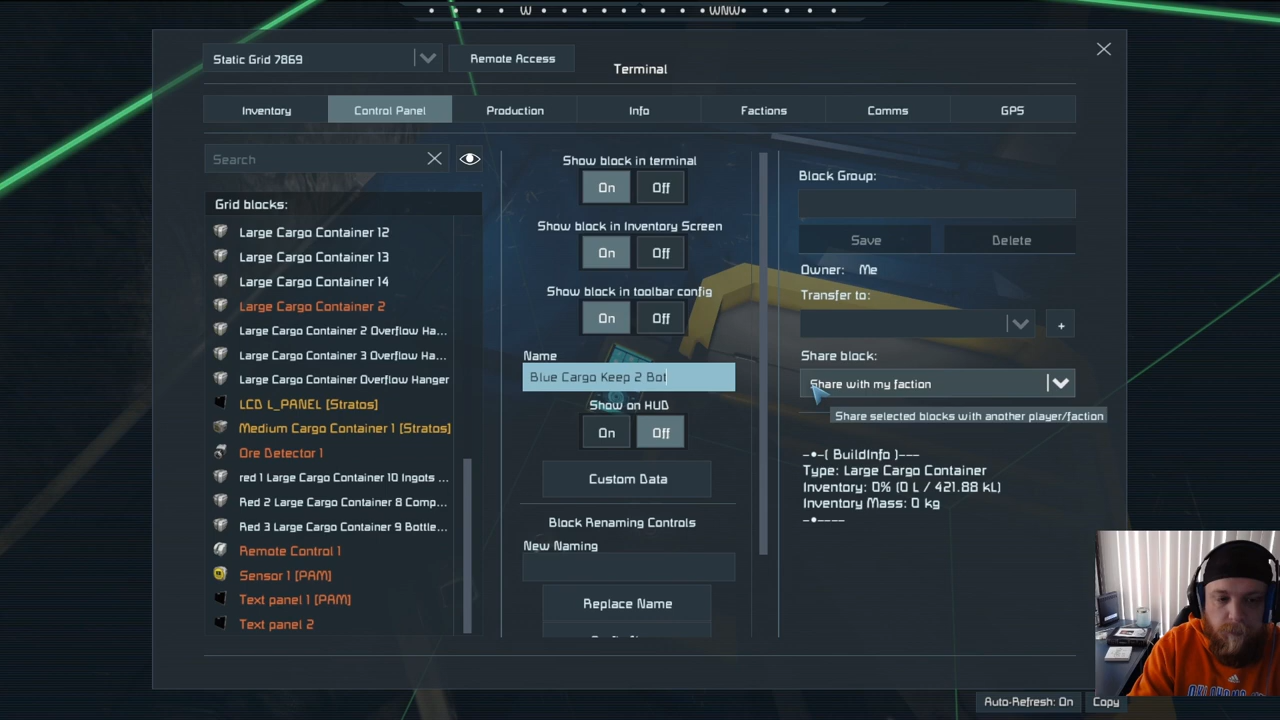 W
WNW
Static Grid 7869
Remote Access
Terminal
Inventory
Control Panel
Production
Info
Factions
Comms
GPS
Search
Grid blocks:
Large Cargo Container 12
Large Cargo Container 13
Large Cargo Container 14
Large Cargo Container 2
Large Cargo Container 2 Overflow Ha...
Large Cargo Container 3 Overflow Ha...
Large Cargo Container Overflow Hanger
LCD L_PANEL [Stratos]
Medium Cargo Container 1 [Stratos]
Ore Detector 1
red 1 Large Cargo Container 10 Ingots ...
Red 2 Large Cargo Container 8 Comp...
Red 3 Large Cargo Container 9 Bottle...
Remote Control 1
Sensor 1 [PAM]
Text panel 1 [PAM]
Text panel 2
Show block in terminal
On
Off
Show block in Inventory Screen
On
Off
Show block in toolbar config
On
Off
Name
Blue Cargo Keep 2 Bot
Show on HUD
On
Off
Custom Data
Block Renaming Controls
New Naming
Replace Name
Block Group:
Save
Delete
Owner: Me
Transfer to:
+
Share block:
Share with my faction
Share selected blocks with another player/faction
-•-( BuildInfo )---
Type: Large Cargo Container
Inventory: 0% (0 L / 421.88 kL)
Inventory Mass: 0 kg
-•----
Auto-Refresh: On
Copy